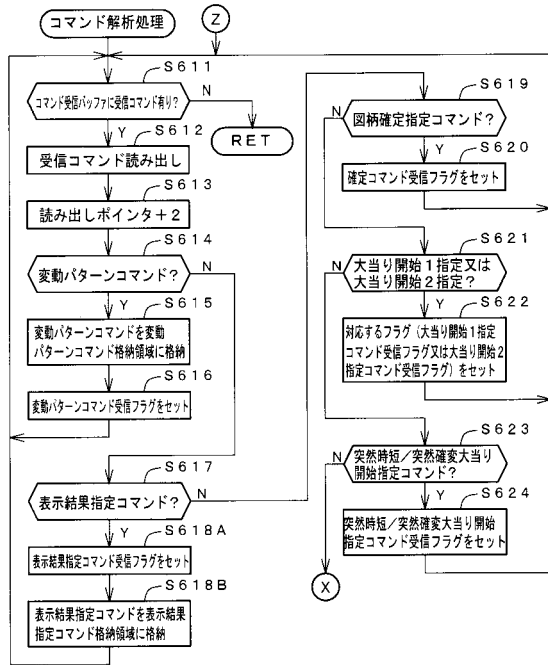 コマンド解析処理
Z
S611
コマンド受信バッファに受信コマンド有り?
N
RET
Y
S612
受信コマンド読み出し
S613
読み出しポインタ+2
S614
変動パターンコマンド?
N
Y
S615
変動パターンコマンドを変動
パターンコマンド格納領域に格納
S616
変動パターンコマンド受信フラグをセット
S617
表示結果指定コマンド?
N
Y
S618A
表示結果指定コマンド受信フラグをセット
S618B
表示結果指定コマンドを表示結果
指定コマンド格納領域に格納
S619
図柄確定指定コマンド?
N
Y
S620
確定コマンド受信フラグをセット
S621
大当り開始1指定又は
大当り開始2指定?
N
Y
S622
対応するフラグ(大当り開始1指定
コマンド受信フラグ又は大当り開始2
指定コマンド受信フラグ)をセット
S623
突然時短/突然確変大当り
開始指定コマンド?
N
Y
S624
突然時短/突然確変大当り開始
指定コマンド受信フラグをセット
X